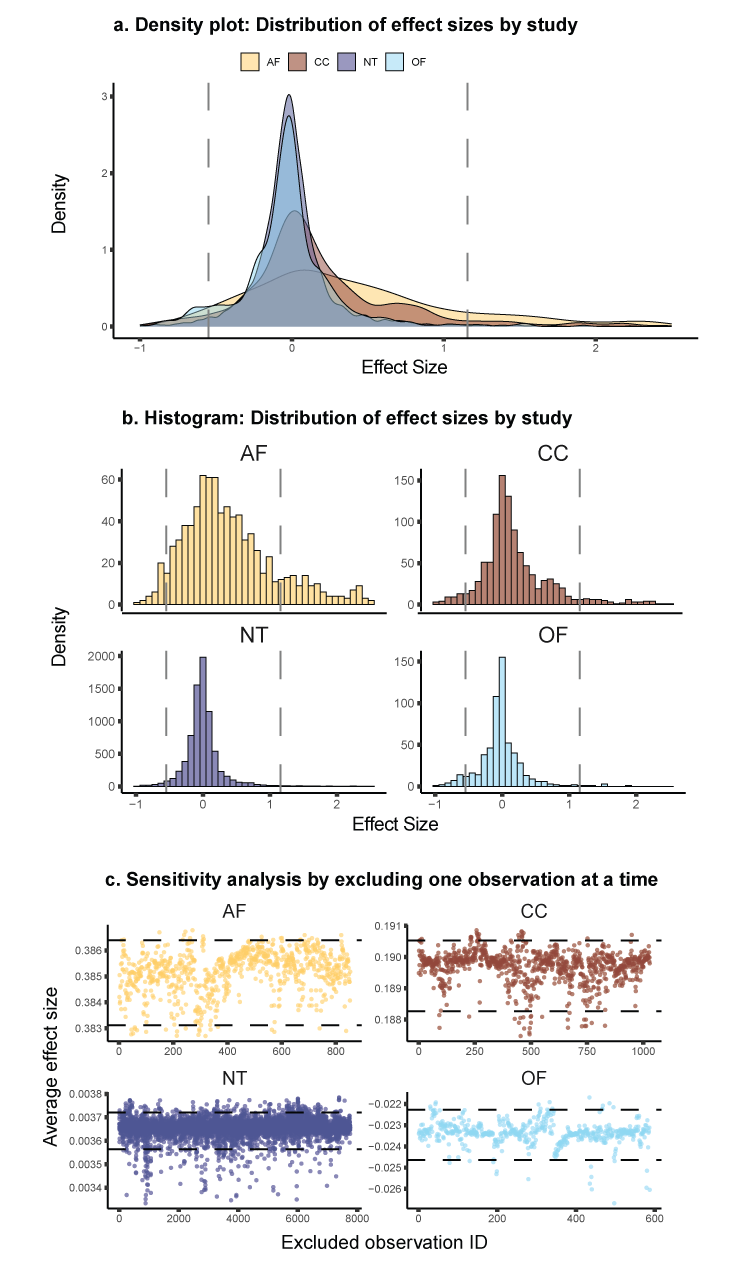 a. Density plot: Distribution of effect sizes by study
AF CC NT OF
3
2
1
0
Density
−1 0 1 2
Effect Size
b. Histogram: Distribution of effect sizes by study
AF CC
60
40
20
0
150
100
50
0
Density
NT OF
2000
1500
1000
500
0
150
100
50
0
−1 0 1 2 −1 0 1 2
Effect Size
c. Sensitivity analysis by excluding one observation at a time
AF CC
0.386
0.385
0.384
0.383
0.191
0.190
0.189
0.188
0 200 400 600 800 0 250 500 750 1000
Average effect size
NT OF
0.0038
0.0037
0.0036
0.0035
0.0034
−0.022
−0.023
−0.024
−0.025
−0.026
0 2000 4000 6000 8000 0 200 400 600
Excluded observation ID